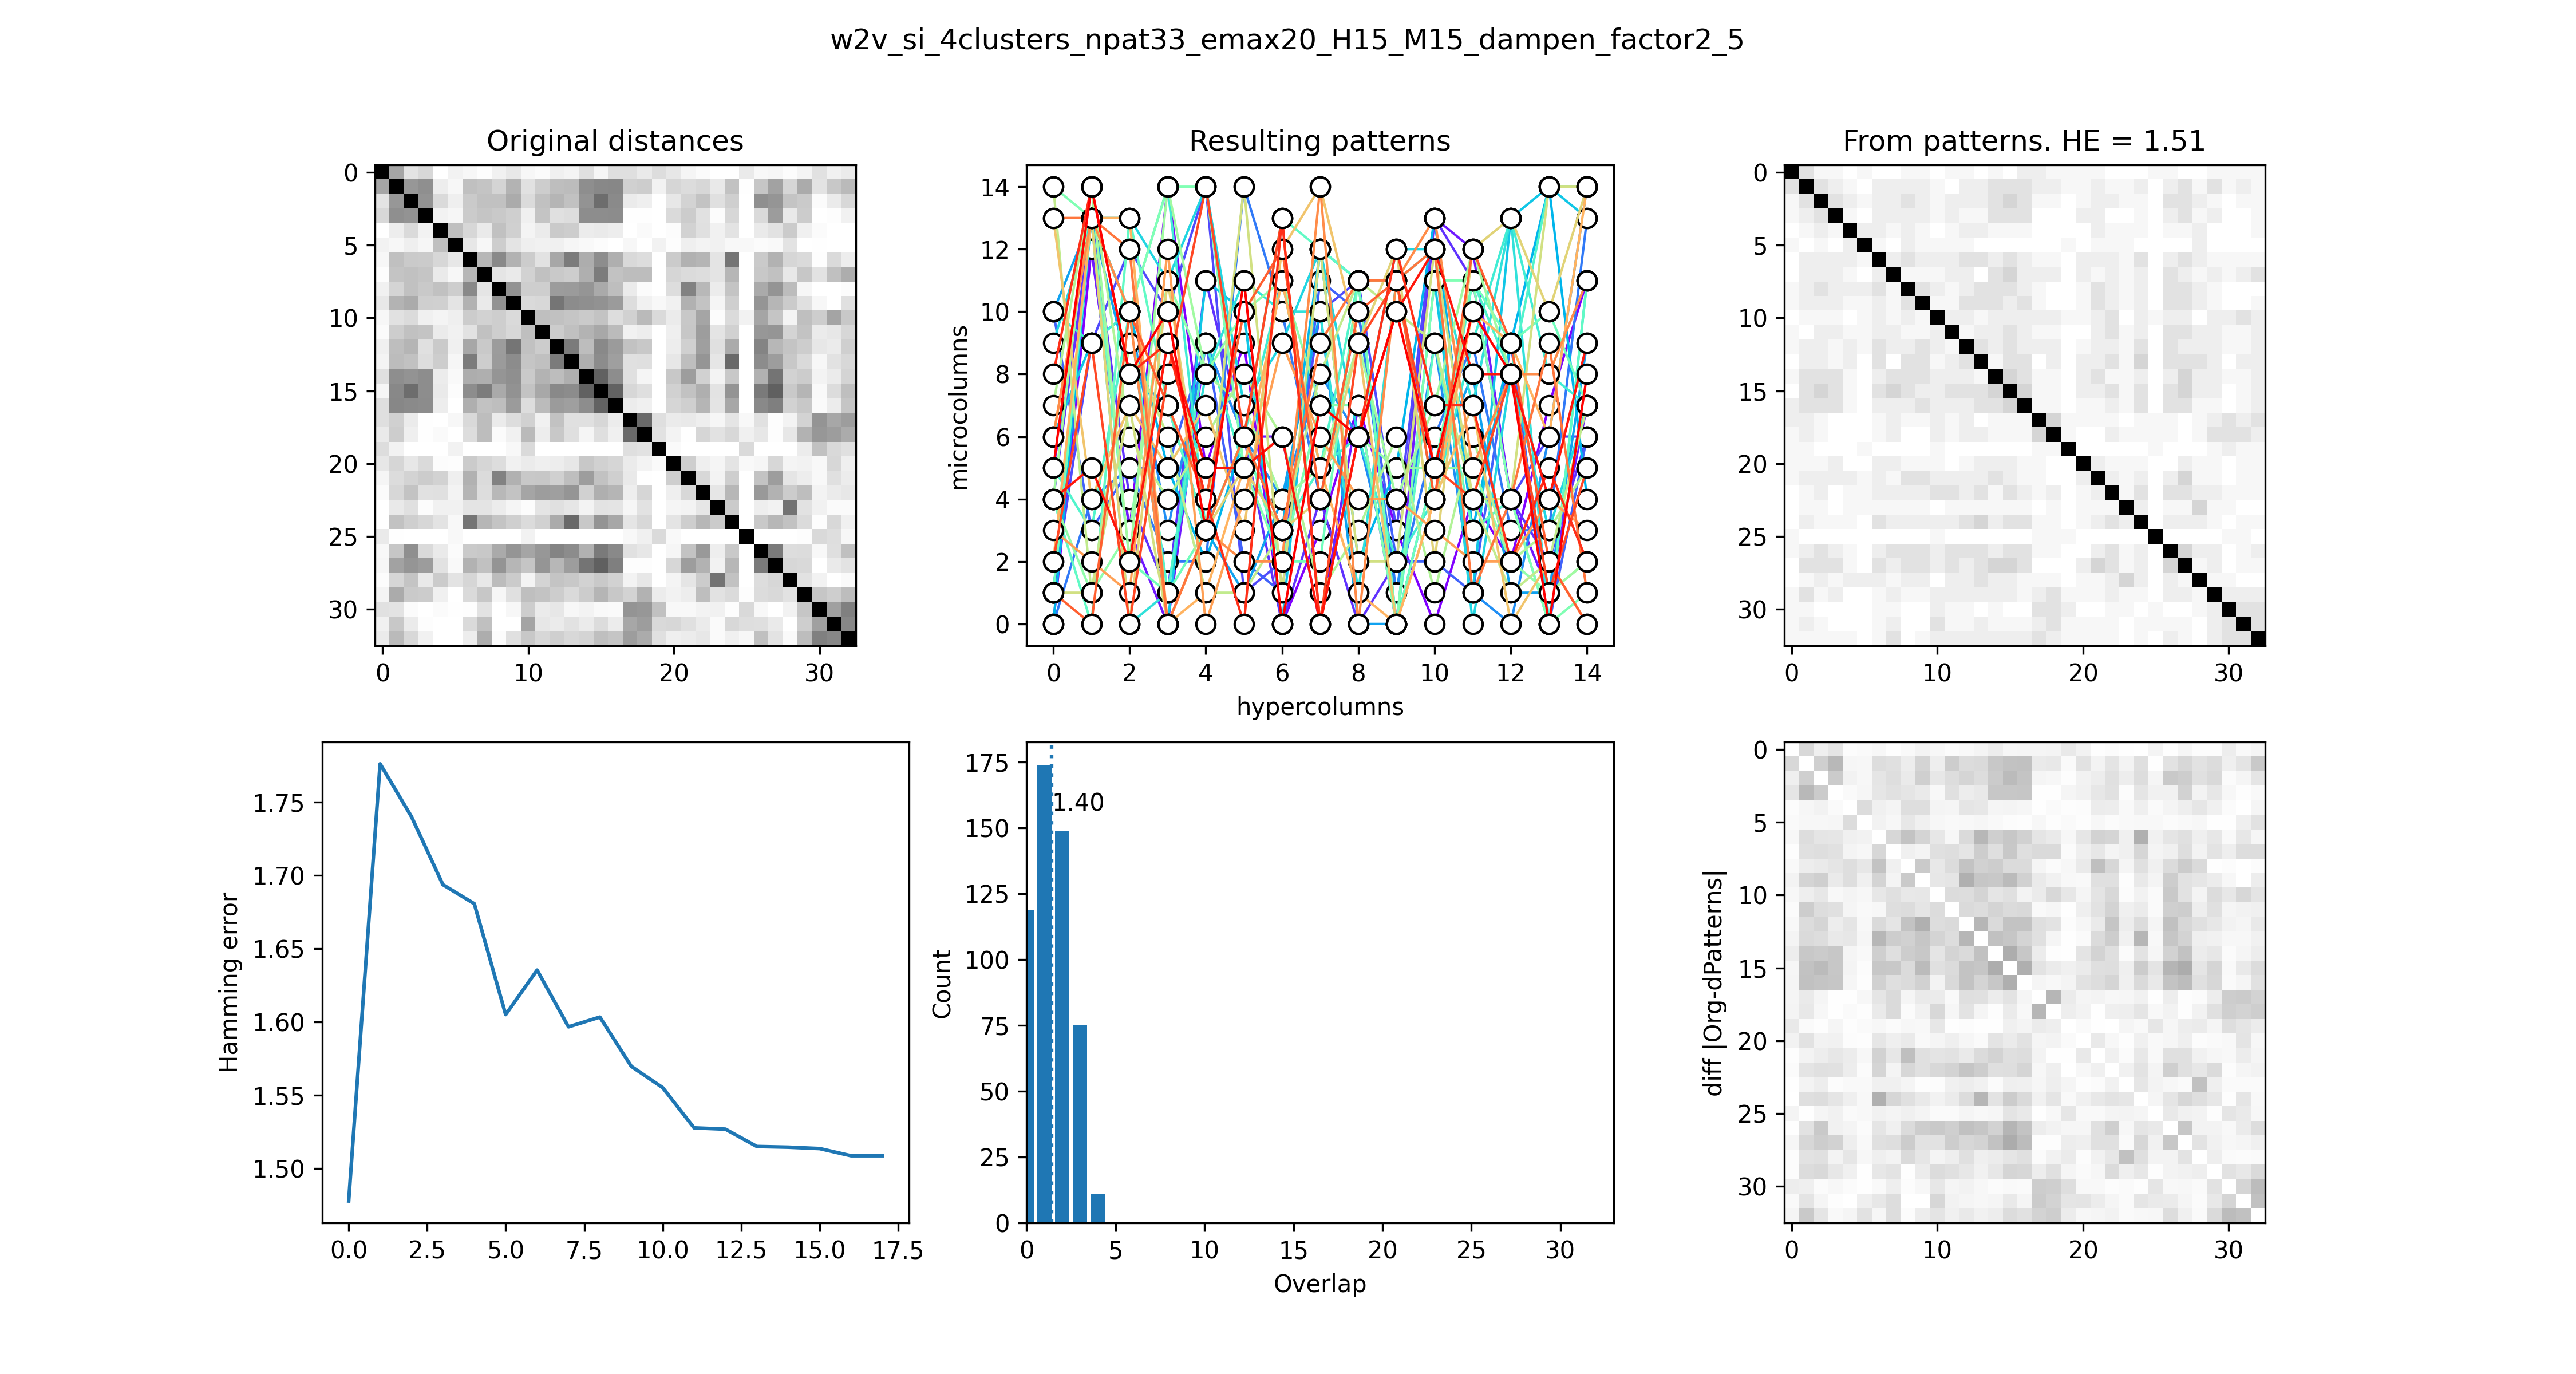 w2v_si_4clusters_npat33_emax20_H15_M15_dampen_factor2_5
Original distances
0
5
10
15
20
25
30
0 10 20 30
Resulting patterns
microcolumns
14
12
10
8
6
4
2
0
0 2 4 6 8 10 12 14
hypercolumns
From patterns. HE = 1.51
0
5
10
15
20
25
30
0 10 20 30
Hamming error
1.75
1.70
1.65
1.60
1.55
1.50
0.0 2.5 5.0 7.5 10.0 12.5 15.0 17.5
Count
175
150
125
100
75
50
25
0
1.40
0 5 10 15 20 25 30
Overlap
diff |Org-dPatterns|
0
5
10
15
20
25
30
0 10 20 30